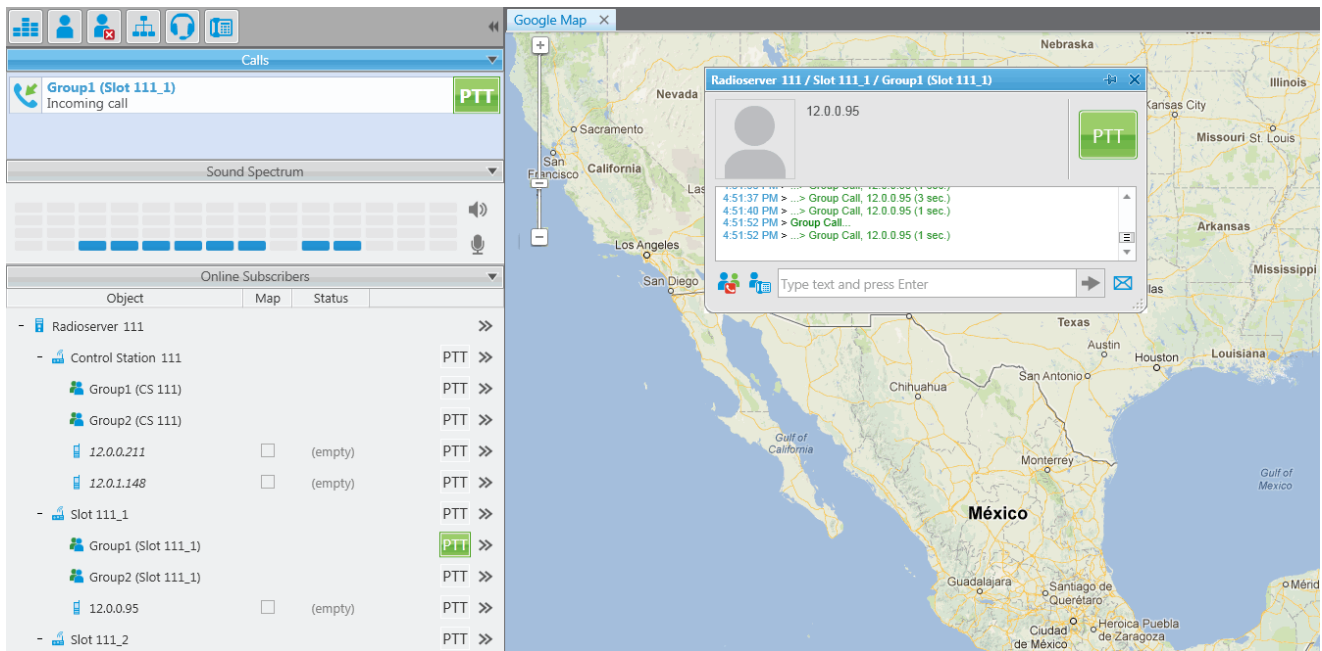 Calls
Group1 (Slot 111_1)
Incoming call
PTT
Sound Spectrum
Online Subscribers
Object Map Status
Radioserver 111
Control Station 111 PTT
Group1 (CS 111) PTT
Group2 (CS 111) PTT
12.0.0.211 (empty) PTT
12.0.1.148 (empty) PTT
Slot 111_1 PTT
Group1 (Slot 111_1) PTT
Group2 (Slot 111_1) PTT
12.0.0.95 (empty) PTT
Slot 111_2 PTT
Google Map
Radioserver 111 / Slot 111_1 / Group1 (Slot 111_1)
12.0.0.95
PTT
4:51:37 PM > ...> Group Call, 12.0.0.95 (3 sec.)
4:51:40 PM > ...> Group Call, 12.0.0.95 (1 sec.)
4:51:52 PM > Group Call...
4:51:52 PM > ...> Group Call, 12.0.0.95 (1 sec.)
Type text and press Enter
Nebraska
Nevada
Illinois
Kansas City
Sacramento
Missouri
St. Louis
San
Francisco
California
Las
Arkansas
Los Angeles
Mississippi
San Diego
las
Texas
Austin
Houston
Louisiana
San Antonio
Chihuahua
Gulf of
California
Monterrey
Gulf of
Mexico
México
Guadalajara
Santiago de
Querétaro
Mérid
Ciudad
de México
Heroica Puebla
de Zaragoza